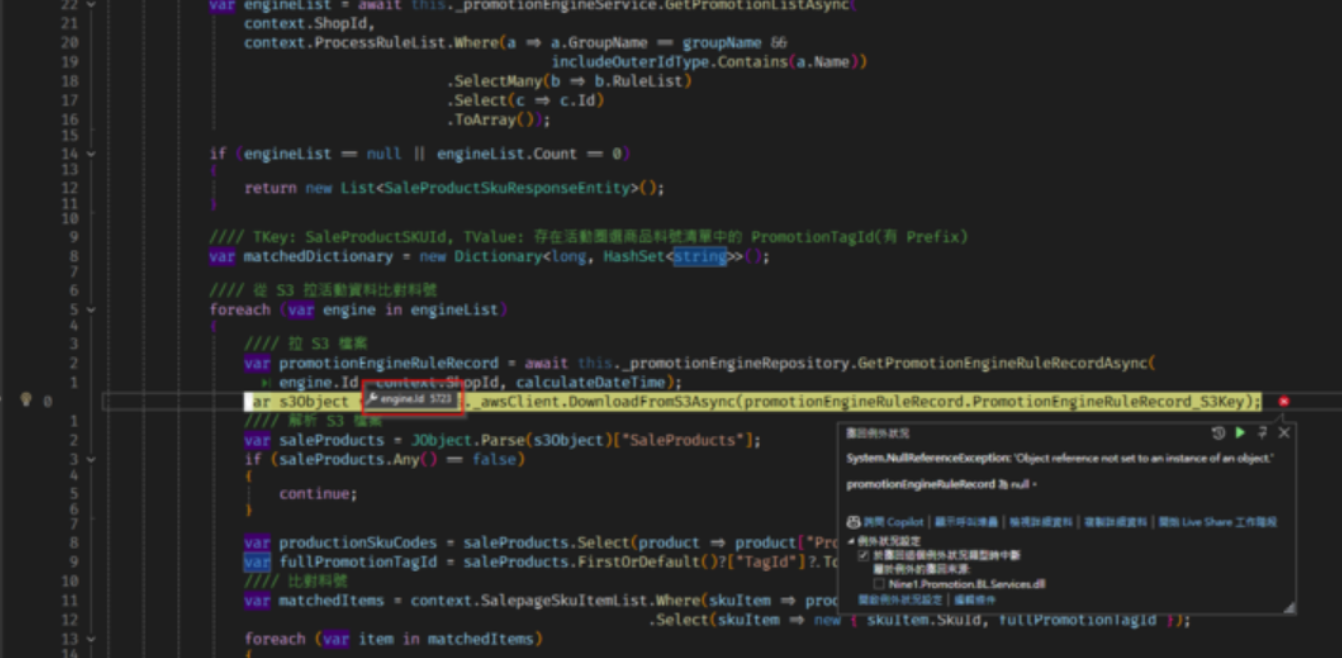 22 var engineList = await this._promotionEngineService.GetPromotionListAsync(
21 context.ShopId,
20 context.ProcessRuleList.Where(a => a.GroupName == groupName &&
19 includeOuterIdType.Contains(a.Name))
18 .SelectMany(b => b.RuleList)
17 .Select(c => c.Id)
16 .ToArray());
15
14 if (engineList == null || engineList.Count == 0)
13 {
12 return new List<SaleProductSkuResponseEntity>();
11 }
10
9 //// TKey: SaleProductSKUId, TValue: 存在活動圈選商品料號清單中的 PromotionTagId(有 Prefix)
8 var matchedDictionary = new Dictionary<long, HashSet<string>>();
7
6 //// 從 S3 拉活動資料比對料號
5 foreach (var engine in engineList)
4 {
3 //// 拉 S3 檔案
2 var promotionEngineRuleRecord = await this._promotionEngineRepository.GetPromotionEngineRuleRecordAsync(
1 engine.Id, context.ShopId, calculateDateTime);
0 ar s3Object engine.Id 5723 ._awsClient.DownloadFromS3Async(promotionEngineRuleRecord.PromotionEngineRuleRecord_S3Key);
1 //// 解析 S3 檔案
2 var saleProducts = JObject.Parse(s3Object)["SaleProducts"];
3 if (saleProducts.Any() == false)
4 {
5 continue;
6 }
7
8 var productionSkuCodes = saleProducts.Select(product => product["Pro
9 var fullPromotionTagId = saleProducts.FirstOrDefault()?["TagId"]?.To
10 //// 比對料號
11 var matchedItems = context.SalepageSkuItemList.Where(skuItem => proc
12 .Select(skuItem => new { skuItem.SkuId, fullPromotionTagId });
13 foreach (var item in matchedItems)
14 {
擲回例外狀況
System.NullReferenceException: 'Object reference not set to an instance of an object.'
promotionEngineRuleRecord 為 null。
詢問 Copilot | 顯示呼叫堆疊 | 檢視詳細資料 | 複製詳細資料 | 開始 Live Share 工作階段
例外狀況設定
於擲回這個例外狀況類型時中斷
屬於例外的擲回來源:
Nine1.Promotion.BL.Services.dll
開啟例外狀況設定 | 編輯條件